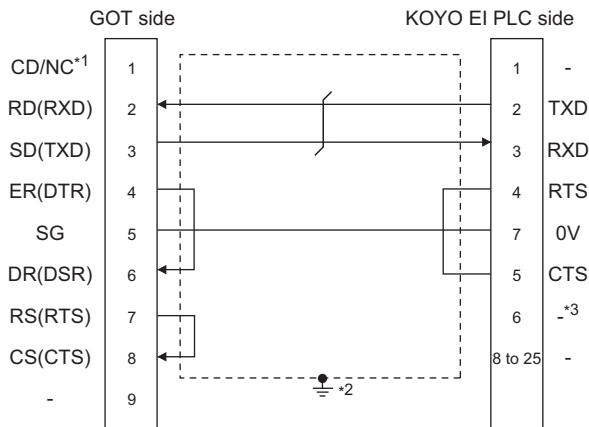 GOT side KOYO EI PLC side
CD/NC*1 1 1 -
RD(RXD) 2 2 TXD
SD(TXD) 3 3 RXD
ER(DTR) 4 4 RTS
SG 5 7 0V
DR(DSR) 6 5 CTS
RS(RTS) 7 6 -*3
CS(CTS) 8 8 to 25 -
*2
- 9